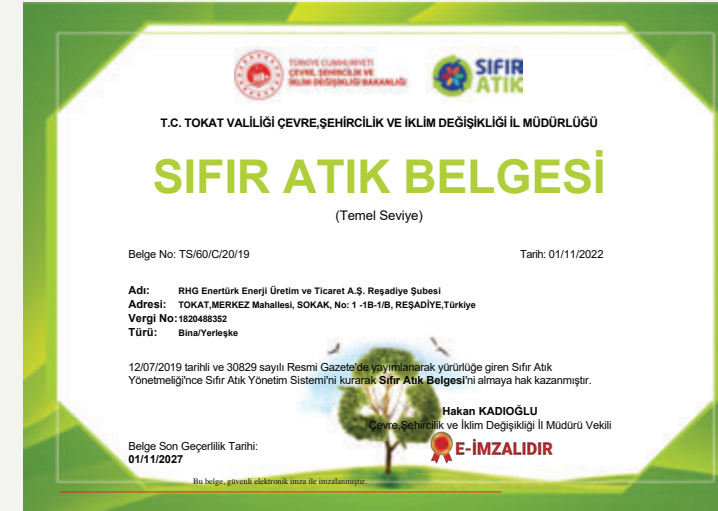 TÜRKİYE CUMHURİYETİ
ÇEVRE, ŞEHİRCİLİK VE
İKLİM DEĞİŞİKLİĞİ BAKANLIĞI
SIFIR
ATIK
T.C. TOKAT VALİLİĞİ ÇEVRE,ŞEHİRCİLİK VE İKLİM DEĞİŞİKLİĞİ İL MÜDÜRLÜĞÜ
SIFIR ATIK BELGESİ
(Temel Seviye)
Belge No: TS/60/C/20/19 Tarih: 01/11/2022
Adı: RHG Enertürk Enerji Üretim ve Ticaret A.Ş. Reşadiye Şubesi
Adresi: TOKAT,MERKEZ Mahallesi, SOKAK, No: 1 -1B-1/B, REŞADİYE,Türkiye
Vergi No:1820488352
Türü: Bina/Yerleşke
12/07/2019 tarihli ve 30829 sayılı Resmi Gazete'de yayımlanarak yürürlüğe giren Sıfır Atık
Yönetmeliği'nce Sıfır Atık Yönetim Sistemi'ni kurarak Sıfır Atık Belgesi'ni almaya hak kazanmıştır.
Hakan KADIOĞLU
Çevre,Şehircilik ve İklim Değişikliği İl Müdürü Vekili
E-İMZALIDIR
Belge Son Geçerlilik Tarihi:
01/11/2027
Bu belge, güvenli elektronik imza ile imzalanmıştır.